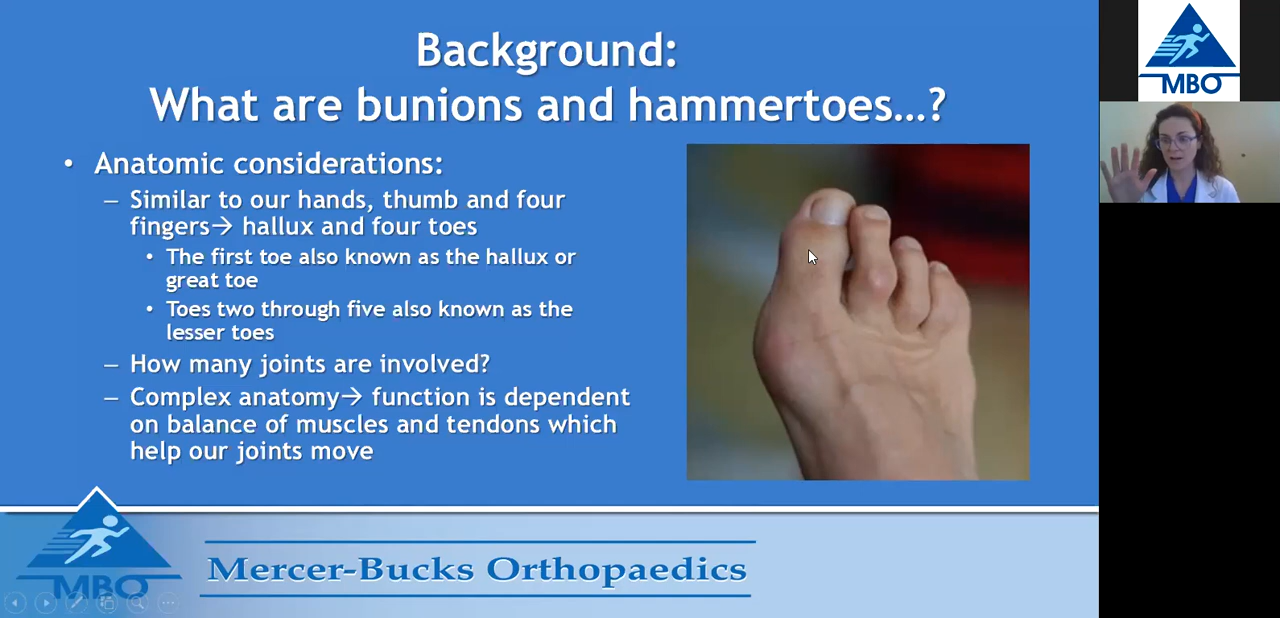 Background:
What are bunions and hammertoes...?
• Anatomic considerations:
– Similar to our hands, thumb and four
fingers→ hallux and four toes
• The first toe also known as the hallux or
great toe
• Toes two through five also known as the
lesser toes
– How many joints are involved?
– Complex anatomy→ function is dependent
on balance of muscles and tendons which
help our joints move
MBO
Mercer-Bucks Orthopaedics
MBO